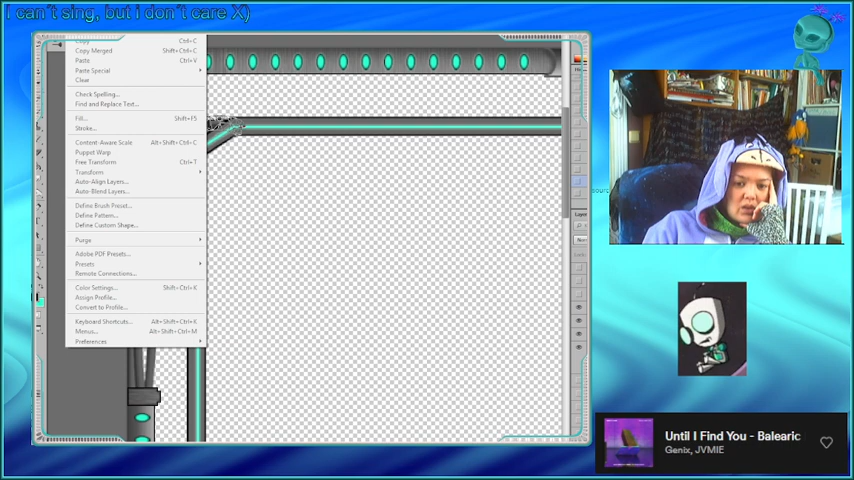 I can´t sing, but i don´t care X)
Copy Ctrl+C
Copy Merged Shift+Ctrl+C
Paste Ctrl+V
Paste Special
Clear
Check Spelling...
Find and Replace Text...
Fill... Shift+F5
Stroke...
Content-Aware Scale Alt+Shift+Ctrl+C
Puppet Warp
Free Transform Ctrl+T
Transform
Auto-Align Layers...
Auto-Blend Layers...
Define Brush Preset...
Define Pattern...
Define Custom Shape...
Purge
Adobe PDF Presets...
Presets
Remote Connections...
Color Settings... Shift+Ctrl+K
Assign Profile...
Convert to Profile...
Keyboard Shortcuts... Alt+Shift+Ctrl+K
Menus... Alt+Shift+Ctrl+M
Preferences
Until I Find You - Balearic
Genix, JVMIE